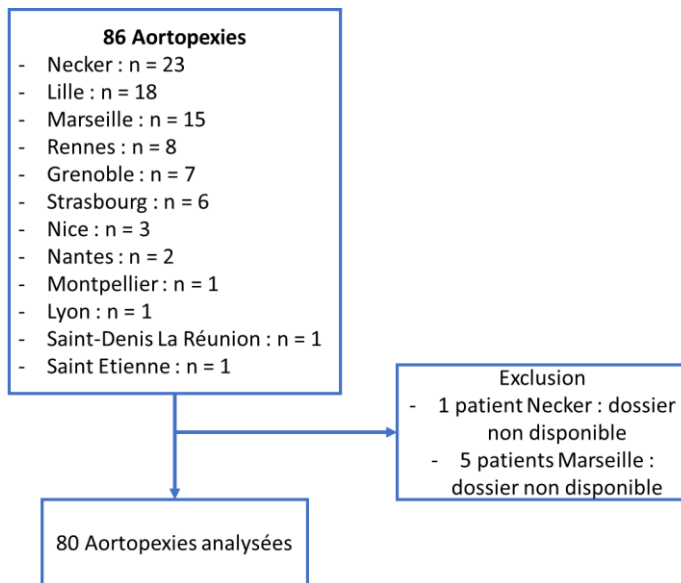 86 Aortopexies
- Necker : n = 23
- Lille : n = 18
- Marseille : n = 15
- Rennes : n = 8
- Grenoble : n = 7
- Strasbourg : n = 6
- Nice : n = 3
- Nantes : n = 2
- Montpellier : n = 1
- Lyon : n = 1
- Saint-Denis La Réunion : n = 1
- Saint Etienne : n = 1
Exclusion
- 1 patient Necker : dossier
non disponible
- 5 patients Marseille :
dossier non disponible
80 Aortopexies analysées